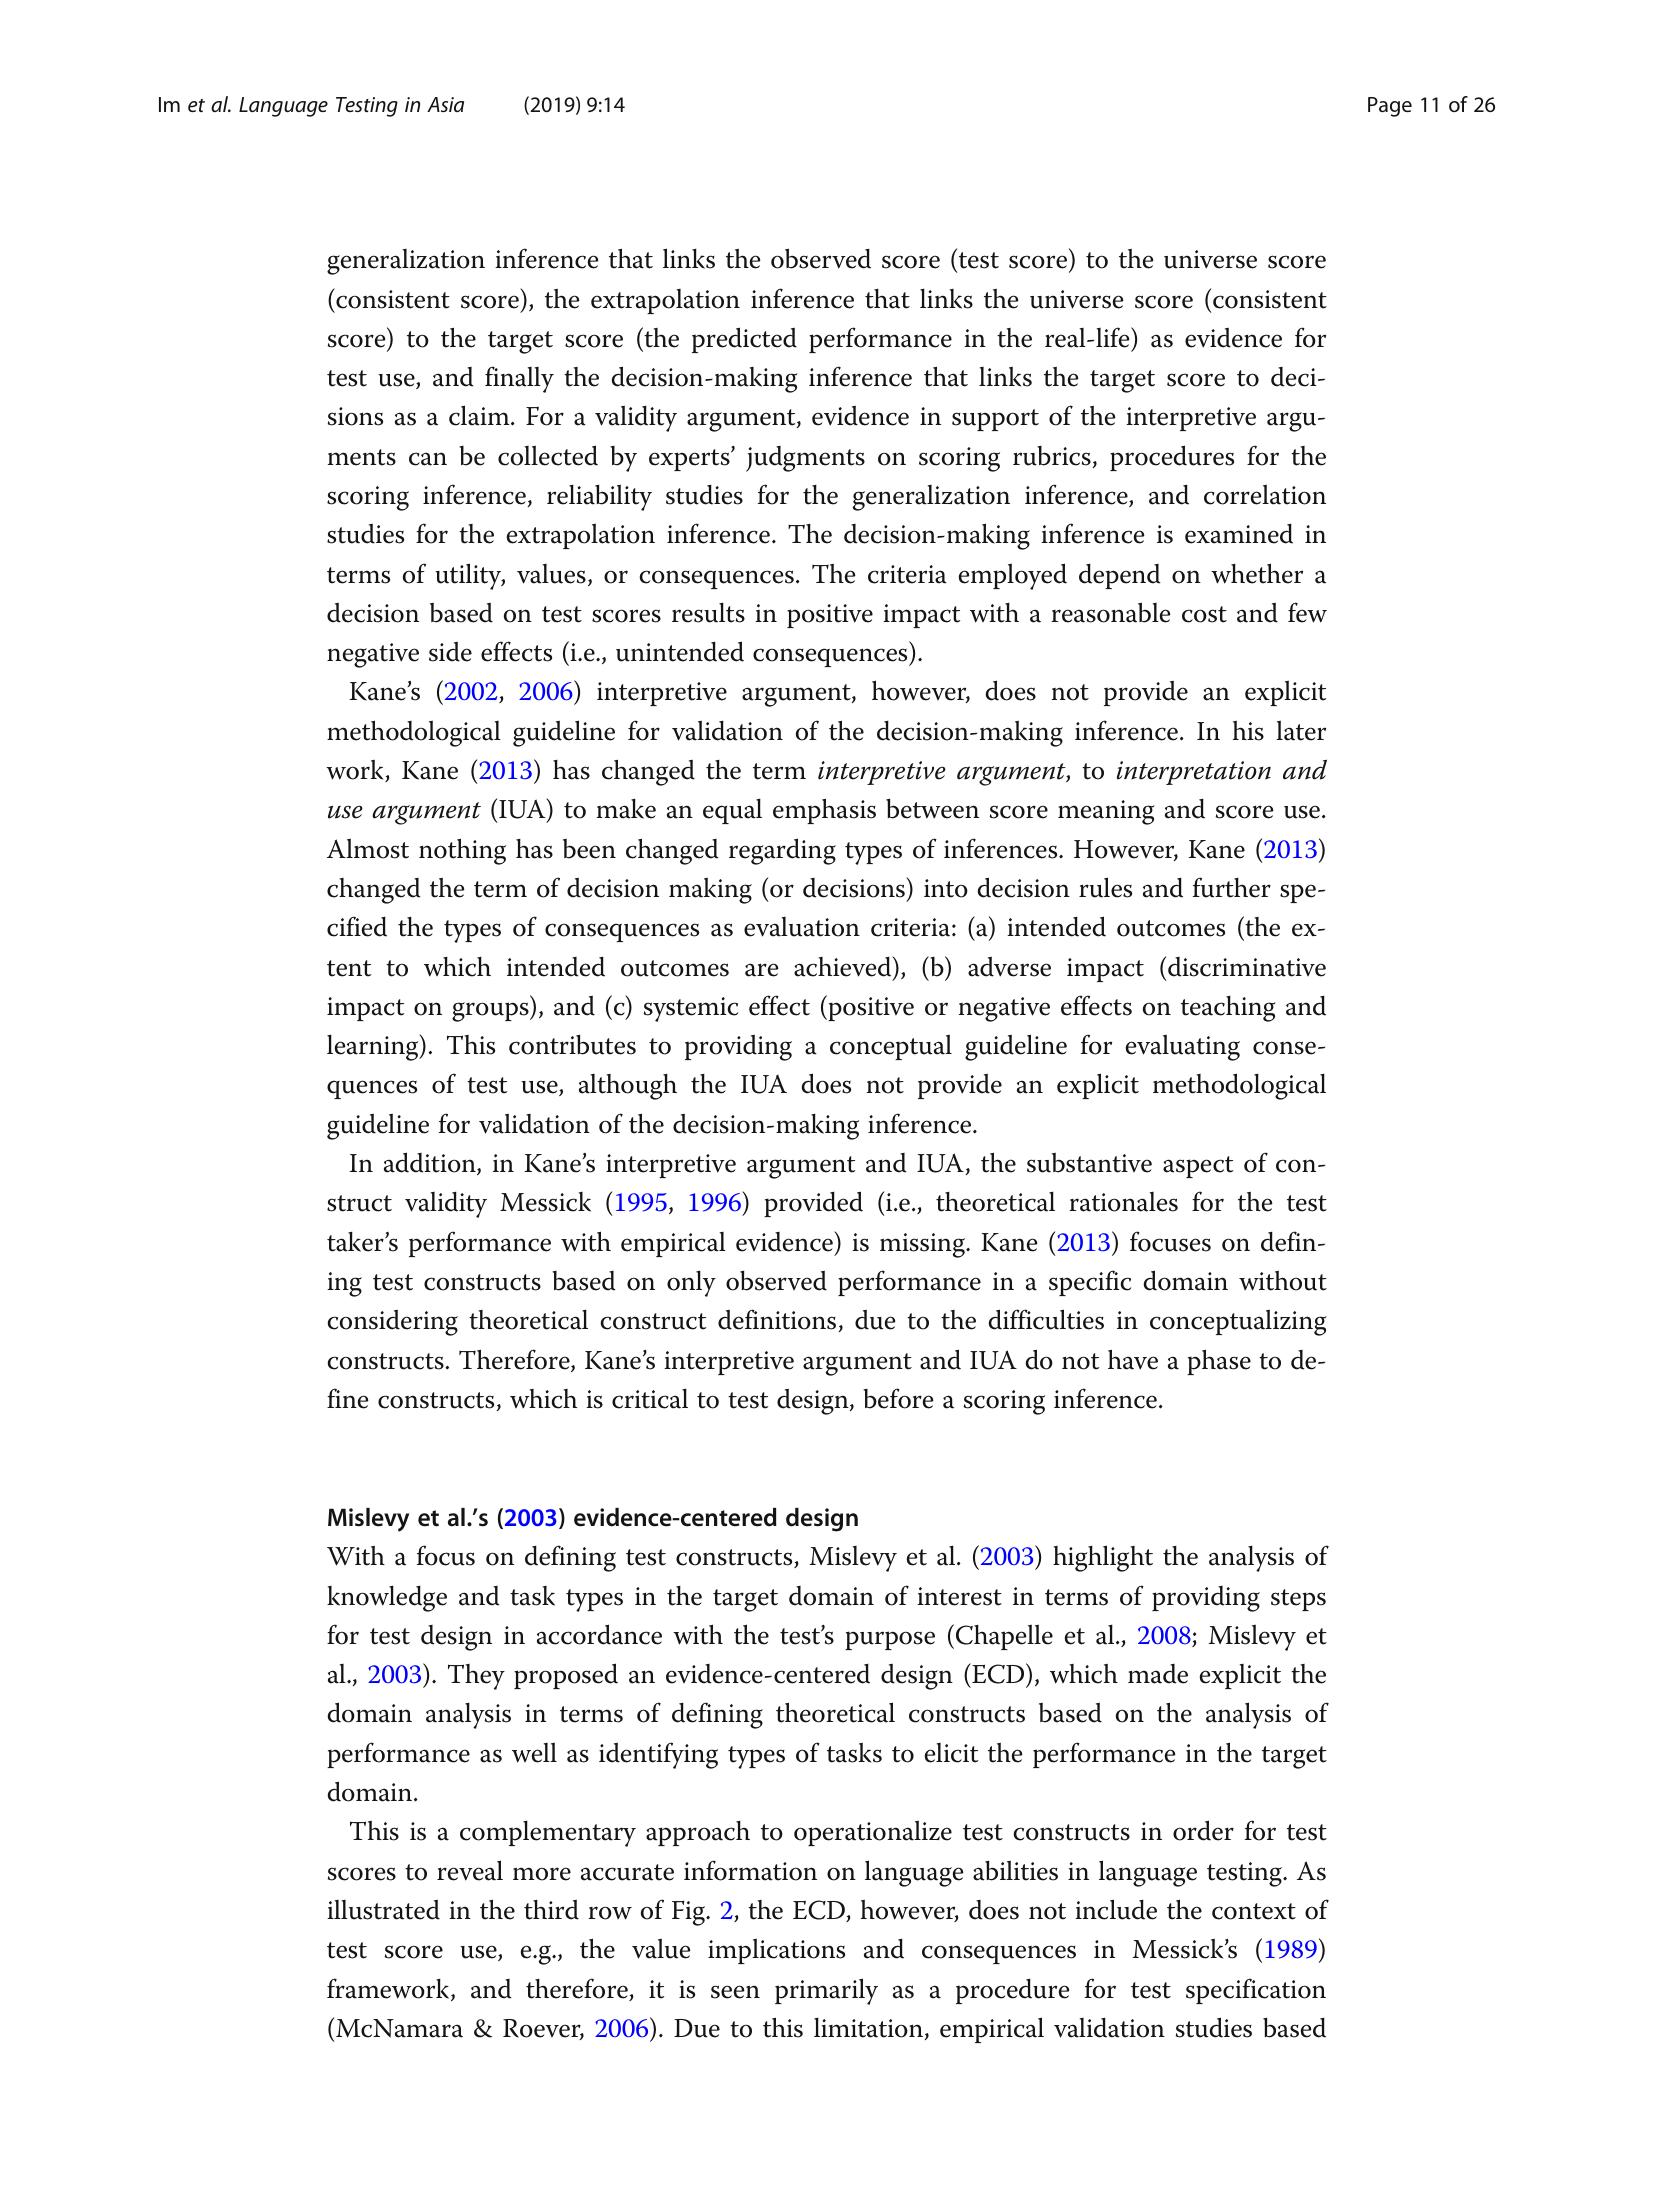 Im et al. Language Testing in Asia (2019) 9:14 Page 11 of 26
generalization inference that links the observed score (test score) to the universe score
(consistent score), the extrapolation inference that links the universe score (consistent
score) to the target score (the predicted performance in the real-life) as evidence for
test use, and finally the decision-making inference that links the target score to deci-
sions as a claim. For a validity argument, evidence in support of the interpretive argu-
ments can be collected by experts’ judgments on scoring rubrics, procedures for the
scoring inference, reliability studies for the generalization inference, and correlation
studies for the extrapolation inference. The decision-making inference is examined in
terms of utility, values, or consequences. The criteria employed depend on whether a
decision based on test scores results in positive impact with a reasonable cost and few
negative side effects (i.e., unintended consequences).
Kane’s (2002, 2006) interpretive argument, however, does not provide an explicit
methodological guideline for validation of the decision-making inference. In his later
work, Kane (2013) has changed the term interpretive argument, to interpretation and
use argument (IUA) to make an equal emphasis between score meaning and score use.
Almost nothing has been changed regarding types of inferences. However, Kane (2013)
changed the term of decision making (or decisions) into decision rules and further spe-
cified the types of consequences as evaluation criteria: (a) intended outcomes (the ex-
tent to which intended outcomes are achieved), (b) adverse impact (discriminative
impact on groups), and (c) systemic effect (positive or negative effects on teaching and
learning). This contributes to providing a conceptual guideline for evaluating conse-
quences of test use, although the IUA does not provide an explicit methodological
guideline for validation of the decision-making inference.
In addition, in Kane’s interpretive argument and IUA, the substantive aspect of con-
struct validity Messick (1995, 1996) provided (i.e., theoretical rationales for the test
taker’s performance with empirical evidence) is missing. Kane (2013) focuses on defin-
ing test constructs based on only observed performance in a specific domain without
considering theoretical construct definitions, due to the difficulties in conceptualizing
constructs. Therefore, Kane’s interpretive argument and IUA do not have a phase to de-
fine constructs, which is critical to test design, before a scoring inference.
Mislevy et al.’s (2003) evidence-centered design
With a focus on defining test constructs, Mislevy et al. (2003) highlight the analysis of
knowledge and task types in the target domain of interest in terms of providing steps
for test design in accordance with the test’s purpose (Chapelle et al., 2008; Mislevy et
al., 2003). They proposed an evidence-centered design (ECD), which made explicit the
domain analysis in terms of defining theoretical constructs based on the analysis of
performance as well as identifying types of tasks to elicit the performance in the target
domain.
This is a complementary approach to operationalize test constructs in order for test
scores to reveal more accurate information on language abilities in language testing. As
illustrated in the third row of Fig. 2, the ECD, however, does not include the context of
test score use, e.g., the value implications and consequences in Messick’s (1989)
framework, and therefore, it is seen primarily as a procedure for test specification
(McNamara & Roever, 2006). Due to this limitation, empirical validation studies based